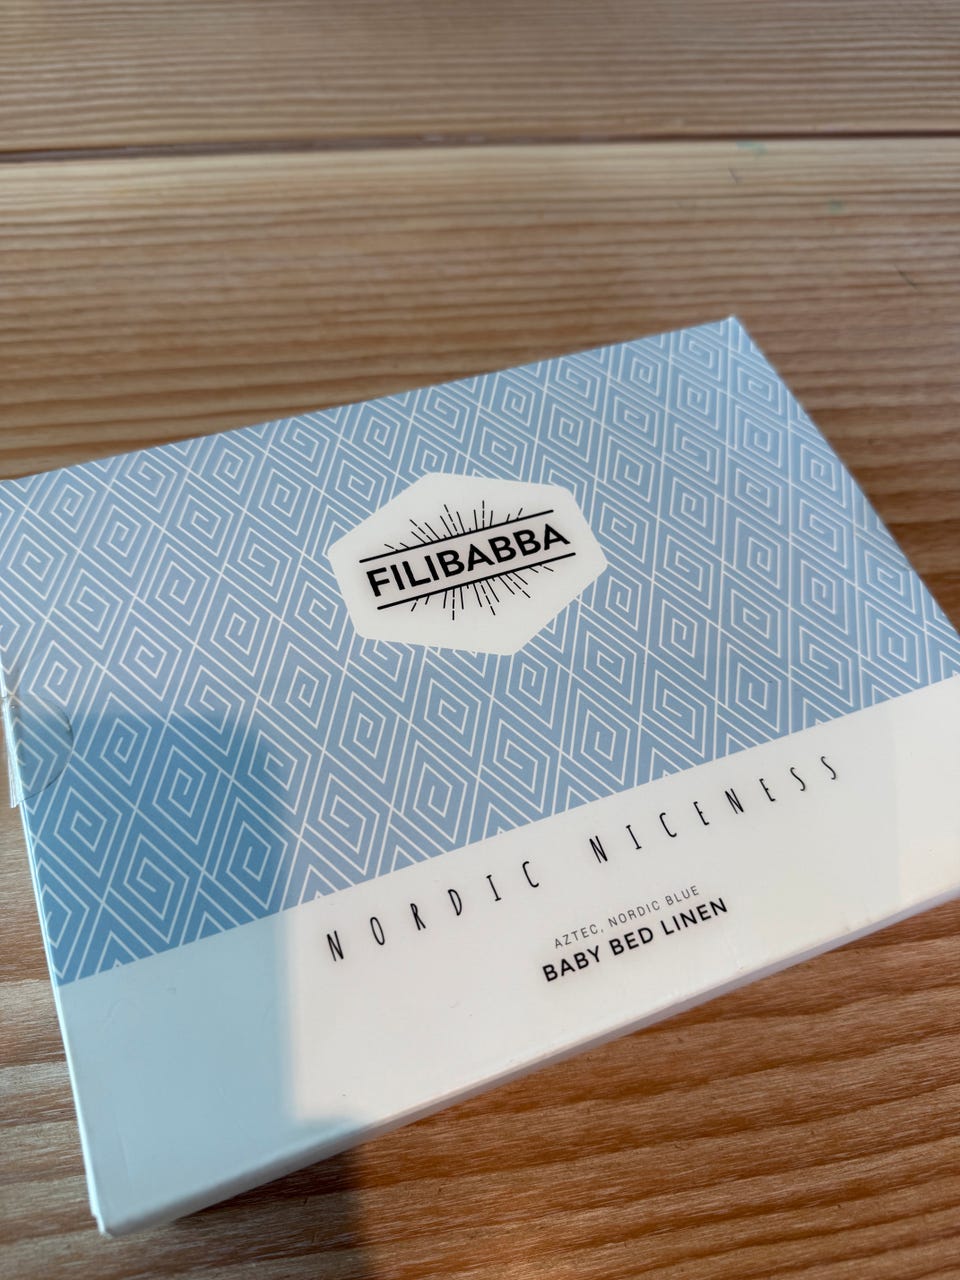 FILIBABBA
NORDIC NICENESS
AZTEC, NORDIC BLUE
BABY BED LINEN